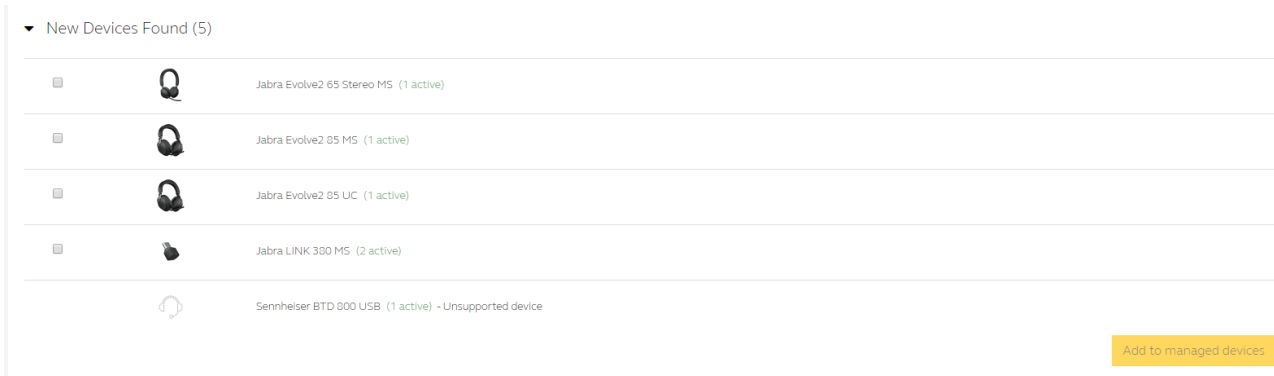 New Devices Found (5)
Jabra Evolve2 65 Stereo MS (1 active)
Jabra Evolve2 85 MS (1 active)
Jabra Evolve2 85 UC (1 active)
Jabra LINK 380 MS (2 active)
Sennheiser BTD 800 USB (1 active) - Unsupported device
Add to managed devices